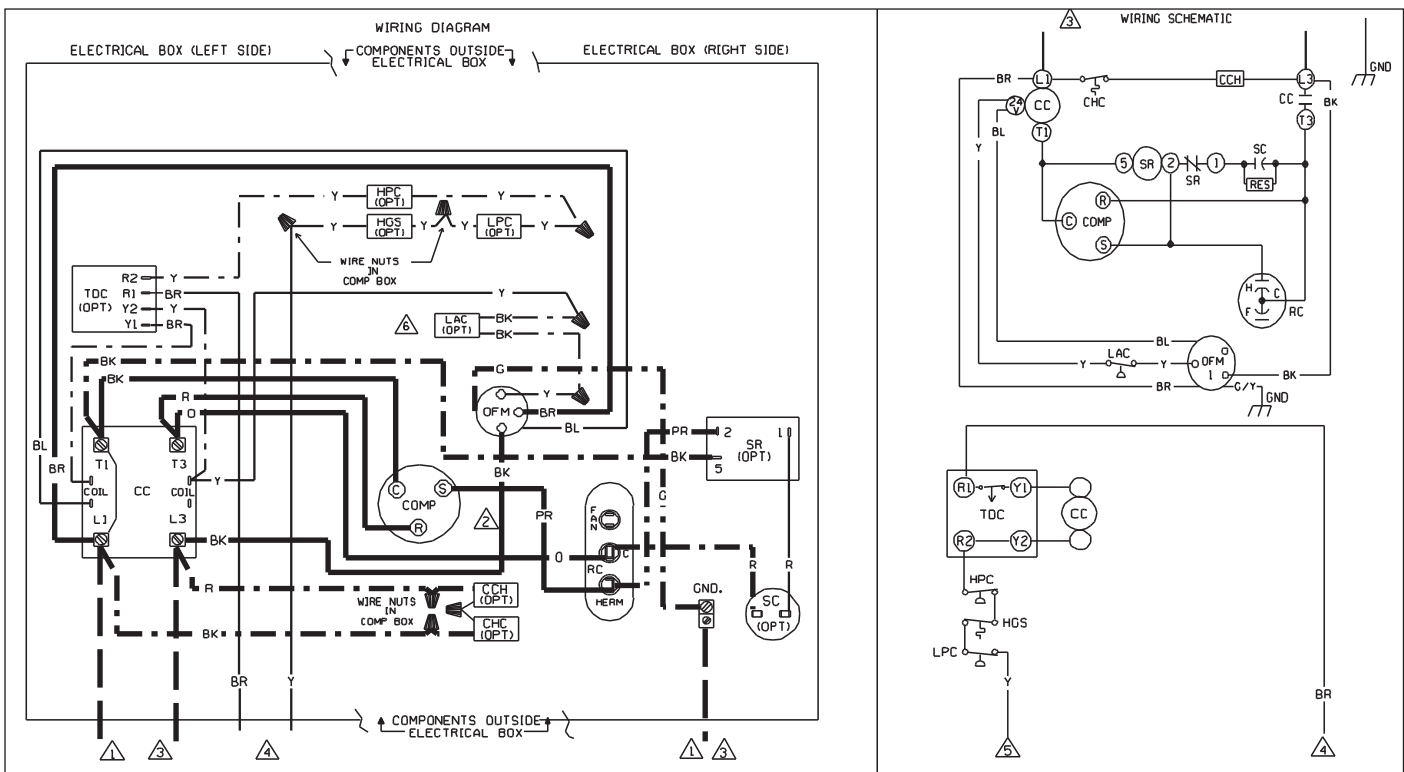 WIRING DIAGRAM
ELECTRICAL BOX (LEFT SIDE)
COMPONENTS OUTSIDE
ELECTRICAL BOX
ELECTRICAL BOX (RIGHT SIDE)
Y
HPC
(OPT)
Y
Y
HGS
(OPT)
Y
Y
LPC
(OPT)
Y
WIRE NUTS
IN
COMP BOX
TDC
(OPT)
R2
Y
R1
BR
Y2
Y
Y1
BR
Y
6
LAC
(OPT)
BK
BK
BK
BK
R
O
G
Y
OFM
BR
BL
BK
BL
BR
T1
T3
COIL
CC
COIL
Y
L1
L3
BK
C
S
COMP
R
2
PR
O
FAN
C
RC
HERM
PR
BK
2
1
SR
(OPT)
5
G
R
R
GND.
SC
(OPT)
R
BK
WIRE NUTS
IN
COMP BOX
CCH
(OPT)
CHC
(OPT)
BR
Y
COMPONENTS OUTSIDE
ELECTRICAL BOX
1
3
4
1
3
3
WIRING SCHEMATIC
GND
BR
L1
CHC
CCH
L3
24
V
CC
CC
BK
T1
T3
Y
BL
5
SR
2
SR
1
SC
RES
R
C
COMP
S
H
C
F
RC
BL
Y
LAC
Y
OFM
1
BR
BK
G/Y
GND
R1
Y1
TDC
CC
R2
Y2
HPC
HGS
LPC
Y
BR
5
4